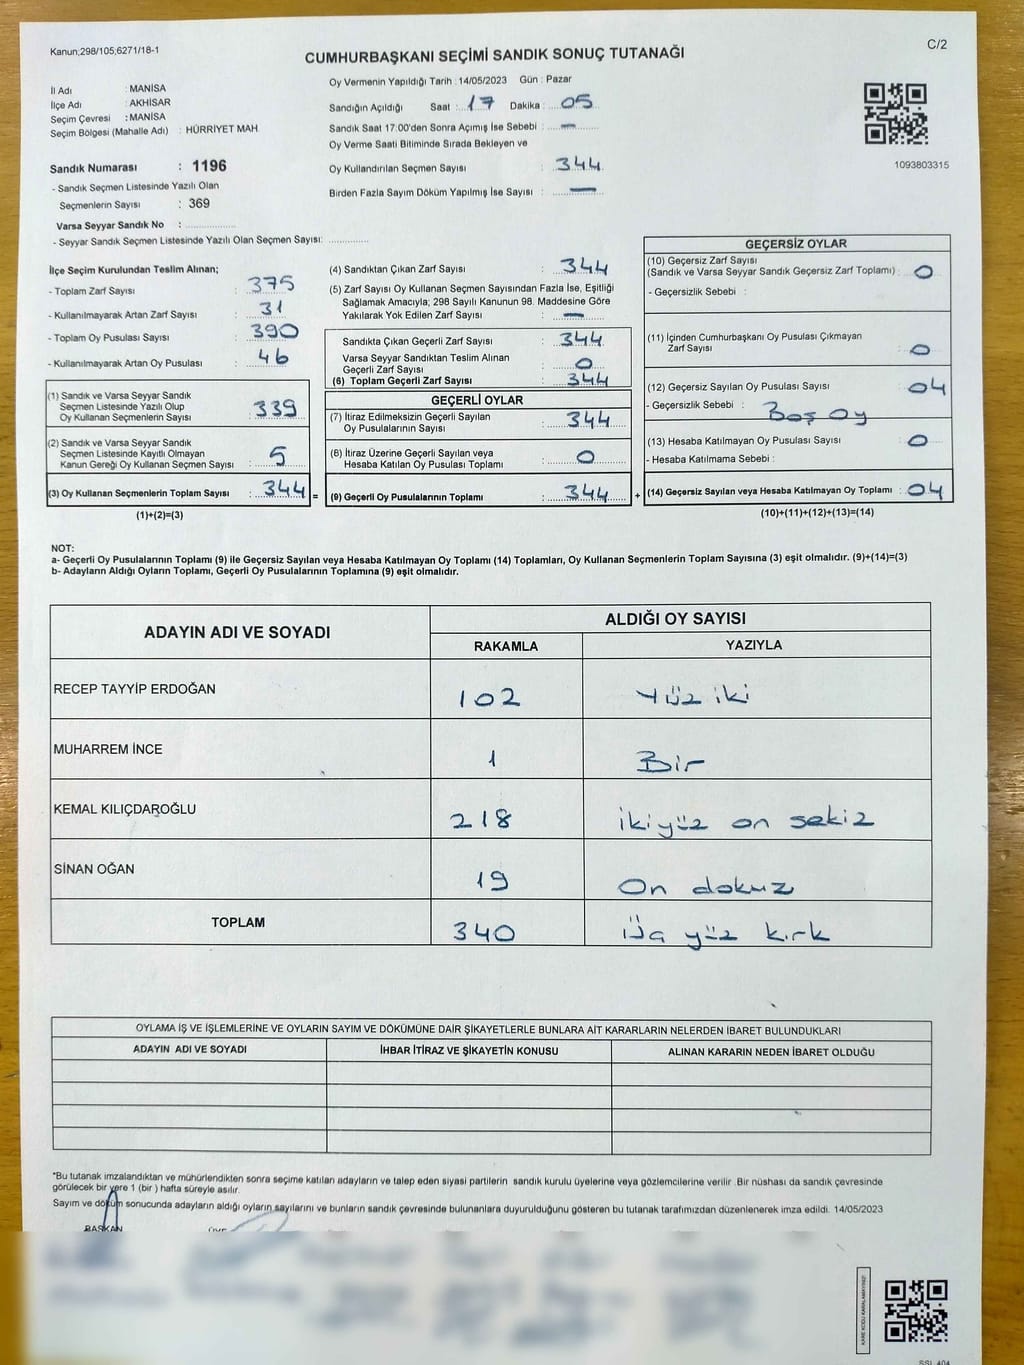 Kanun;298/105;6271/18-1
C/2
CUMHURBAŞKANI SEÇİMİ SANDIK SONUÇ TUTANAĞI
İl Adı : MANİSA
İlçe Adı : AKHİSAR
Seçim Çevresi : MANİSA
Seçim Bölgesi (Mahalle Adı) : HÜRRİYET MAH
Sandık Numarası : 1196
- Sandık Seçmen Listesinde Yazılı Olan
Seçmenlerin Sayısı : 369
Varsa Seyyar Sandık No :
- Seyyar Sandık Seçmen Listesinde Yazılı Olan Seçmen Sayısı:
Oy Vermenin Yapıldığı Tarih : 14/05/2023 Gün : Pazar
Sandığın Açıldığı Saat : 17 Dakika : 05
Sandık Saat 17:00'den Sonra Açımış İse Sebebi : —
Oy Verme Saati Bitiminde Sırada Bekleyen ve
Oy Kullandırılan Seçmen Sayısı : 344
Birden Fazla Sayım Döküm Yapılmış İse Sayısı : —
1093803315
İlçe Seçim Kurulundan Teslim Alınan;
- Toplam Zarf Sayısı : 375
- Kullanılmayarak Artan Zarf Sayısı : 31
- Toplam Oy Pusulası Sayısı : 390
- Kullanılmayarak Artan Oy Pusulası : 46
(1) Sandık ve Varsa Seyyar Sandık
Seçmen Listesinde Yazılı Olup
Oy Kullanan Seçmenlerin Sayısı : 339
(2) Sandık ve Varsa Seyyar Sandık
Seçmen Listesinde Kayıtlı Olmayan
Kanun Gereği Oy Kullanan Seçmen Sayısı : 5
(3) Oy Kullanan Seçmenlerin Toplam Sayısı : 344 =
(1)+(2)=(3)
(4) Sandıktan Çıkan Zarf Sayısı : 344
(5) Zarf Sayısı Oy Kullanan Seçmen Sayısından Fazla İse, Eşitliği
Sağlamak Amacıyla; 298 Sayılı Kanunun 98. Maddesine Göre
Yakılarak Yok Edilen Zarf Sayısı : —
Sandıkta Çıkan Geçerli Zarf Sayısı : 344
Varsa Seyyar Sandıktan Teslim Alınan
Geçerli Zarf Sayısı : 0
(6) Toplam Geçerli Zarf Sayısı : 344
GEÇERLİ OYLAR
(7) İtiraz Edilmeksizin Geçerli Sayılan
Oy Pusulalarının Sayısı : 344
(8) İtiraz Üzerine Geçerli Sayılan veya
Hesaba Katılan Oy Pusulası Toplamı : 0
(9) Geçerli Oy Pusulalarının Toplamı : 344 +
GEÇERSİZ OYLAR
(10) Geçersiz Zarf Sayısı
(Sandık ve Varsa Seyyar Sandık Geçersiz Zarf Toplamı) : 0
- Geçersizlik Sebebi :
(11) İçinden Cumhurbaşkanı Oy Pusulası Çıkmayan
Zarf Sayısı : 0
(12) Geçersiz Sayılan Oy Pusulası Sayısı : 04
- Geçersizlik Sebebi : Boş Oy
(13) Hesaba Katılmayan Oy Pusulası Sayısı : 0
- Hesaba Katılmama Sebebi :
(14) Geçersiz Sayılan veya Hesaba Katılmayan Oy Toplamı : 04
(10)+(11)+(12)+(13)=(14)
NOT:
a- Geçerli Oy Pusulalarının Toplamı (9) ile Geçersiz Sayılan veya Hesaba Katılmayan Oy Toplamı (14) Toplamları, Oy Kullanan Seçmenlerin Toplam Sayısına (3) eşit olmalıdır. (9)+(14)=(3)
b- Adayların Aldığı Oyların Toplamı, Geçerli Oy Pusulalarının Toplamına (9) eşit olmalıdır.
ADAYIN ADI VE SOYADI
ALDIĞI OY SAYISI
RAKAMLA YAZIYLA
RECEP TAYYİP ERDOĞAN 102 Yüz iki
MUHARREM İNCE 1 Bir
KEMAL KILIÇDAROĞLU 218 ikiyüz on sekiz
SİNAN OĞAN 19 On dokuz
TOPLAM 340 Üç yüz kırk
OYLAMA İŞ VE İŞLEMLERİNE VE OYLARIN SAYIM VE DÖKÜMÜNE DAİR ŞİKAYETLERLE BUNLARA AİT KARARLARIN NELERDEN İBARET BULUNDUKLARI
ADAYIN ADI VE SOYADI İHBAR İTİRAZ VE ŞİKAYETİN KONUSU ALINAN KARARIN NEDEN İBARET OLDUĞU
*Bu tutanak imzalandıktan ve mühürlendikten sonra seçime katılan adayların ve talep eden siyasi partilerin sandık kurulu üyelerine veya gözlemcilerine verilir. Bir nüshası da sandık çevresinde
görülecek bir yere 1 (bir ) hafta süreyle asılır.
Sayım ve döküm sonucunda adayların aldığı oyların sayılarını ve bunların sandık çevresinde bulunanlara duyurulduğunu gösteren bu tutanak tarafımızdan düzenlenerek imza edildi. 14/05/2023
BAŞKAN